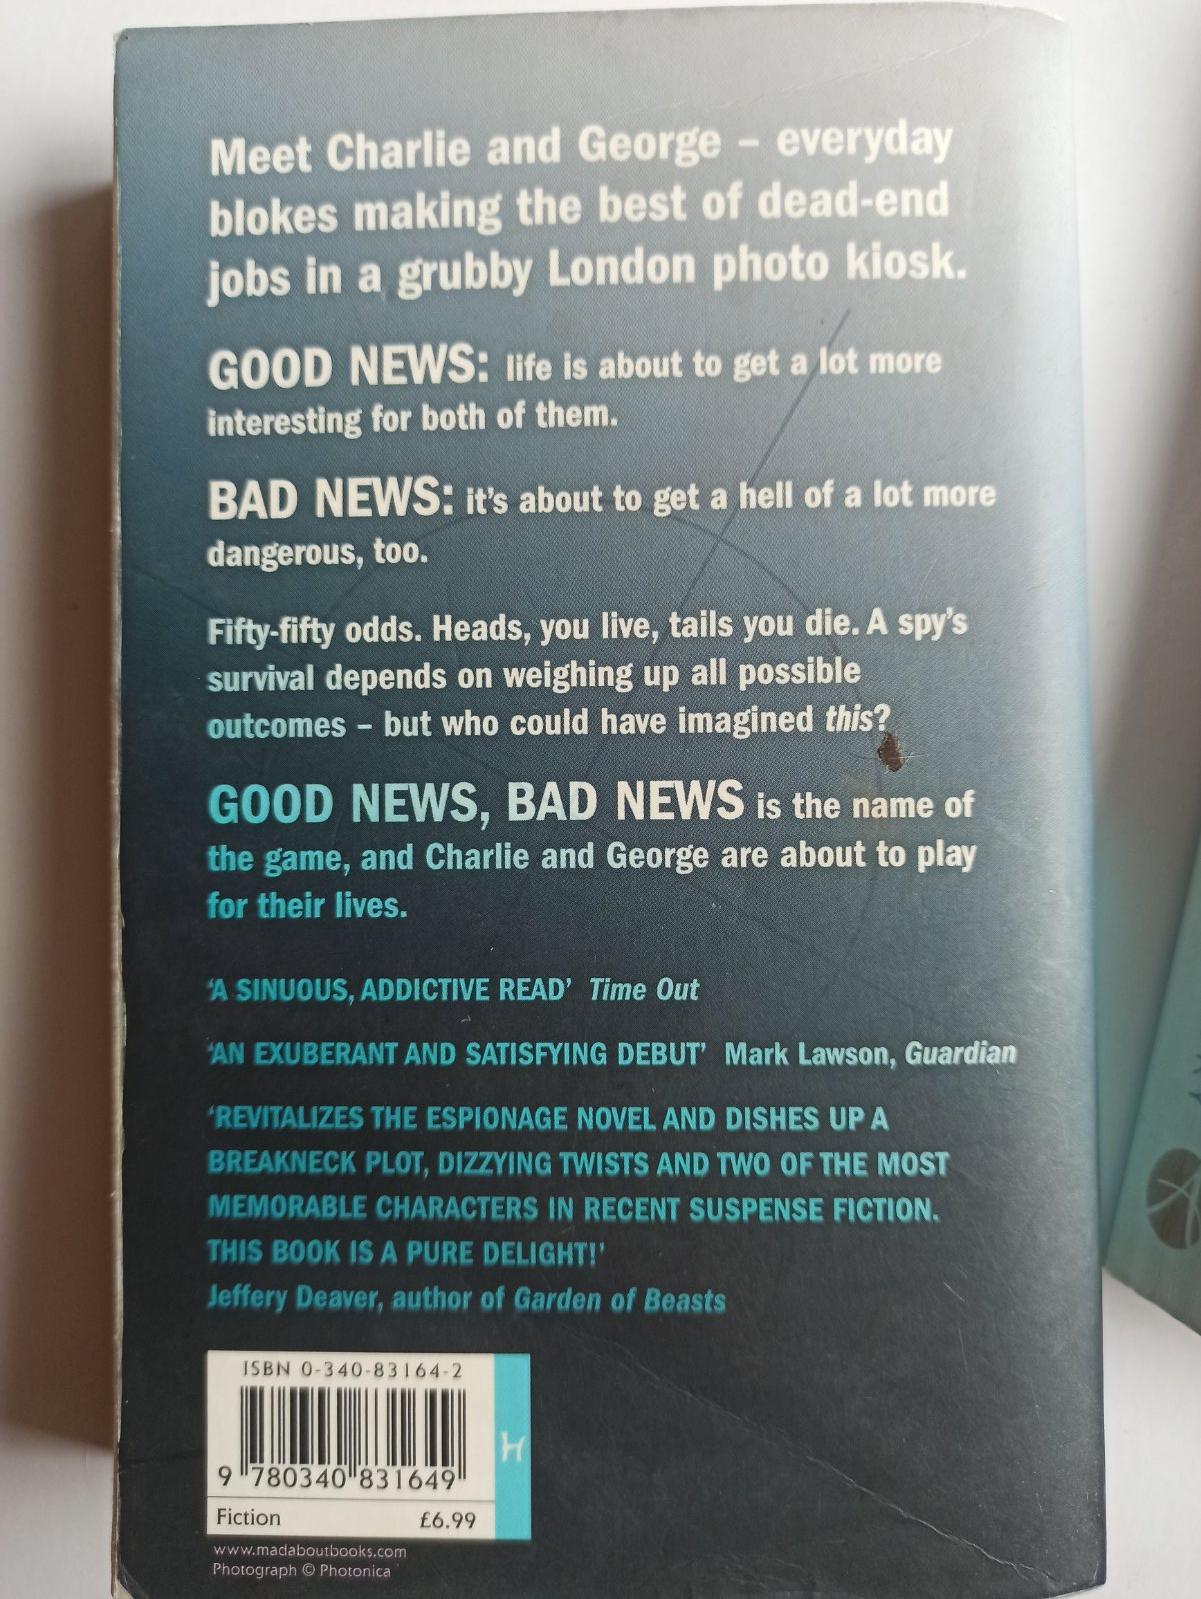 Meet Charlie and George – everyday
blokes making the best of dead-end
jobs in a grubby London photo kiosk.
GOOD NEWS: life is about to get a lot more
interesting for both of them.
BAD NEWS: it's about to get a hell of a lot more
dangerous, too.
Fifty-fifty odds. Heads, you live, tails you die. A spy's
survival depends on weighing up all possible
outcomes – but who could have imagined this?
GOOD NEWS, BAD NEWS is the name of
the game, and Charlie and George are about to play
for their lives.
'A SINUOUS, ADDICTIVE READ' Time Out
'AN EXUBERANT AND SATISFYING DEBUT' Mark Lawson, Guardian
'REVITALIZES THE ESPIONAGE NOVEL AND DISHES UP A
BREAKNECK PLOT, DIZZYING TWISTS AND TWO OF THE MOST
MEMORABLE CHARACTERS IN RECENT SUSPENSE FICTION.
THIS BOOK IS A PURE DELIGHT!'
Jeffery Deaver, author of Garden of Beasts
ISBN 0-340-83164-2
9 780340 831649
Fiction £6.99
www.madaboutbooks.com
Photograph © Photonica